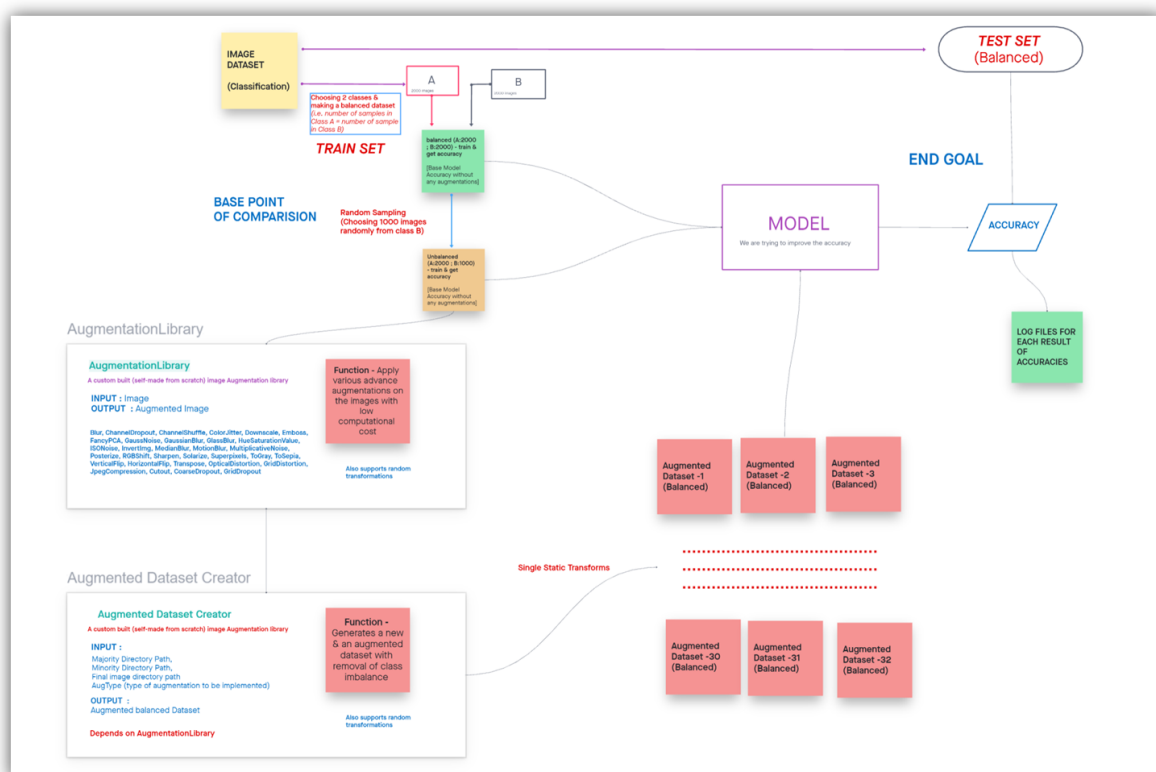 IMAGE
DATASET
(Classification)
TEST SET
(Balanced)
A
2000 images
B
2000 images
Choosing 2 classes &
making a balanced dataset
(i.e. number of samples in
Class A = number of sample
in Class B)
TRAIN SET
balanced (A:2000
; B:2000) - train &
get accuracy
[Base Model
Accuracy without
any augmentations]
END GOAL
BASE POINT
OF COMPARISION
Random Sampling
(Choosing 1000 images
randomly from class B)
MODEL
We are trying to improve the accuracy
ACCURACY
Unbalanced
(A:2000 ; B:1000)
- train & get
accuracy
[Base Model
Accuracy without
any augmentations]
LOG FILES FOR
EACH RESULT
OF
ACCURACIES
AugmentationLibrary
AugmentationLibrary
A custom built (self-made from scratch) image Augmentation library
INPUT : Image
OUTPUT : Augmented Image
Blur, ChannelDropout, ChannelShuffle, ColorJitter, Downscale, Emboss,
FancyPCA, GaussNoise, GaussianBlur, GlassBlur, HueSaturationValue,
ISONoise, InvertImg, MedianBlur, MotionBlur, MultiplicativeNoise,
Posterize, RGBShift, Sharpen, Solarize, Superpixels, ToGray, ToSepia,
VerticalFlip, HorizontalFlip, Transpose, OpticalDistortion, GridDistortion,
JpegCompression, Cutout, CoarseDropout, GridDropout
Function - Apply
various advance
augmentations on
the images with
low
computational
cost
Also supports random
transformations
Augmented
Dataset -1
(Balanced)
Augmented
Dataset -2
(Balanced)
Augmented
Dataset -3
(Balanced)
Single Static Transforms
Augmented
Dataset -30
(Balanced)
Augmented
Dataset -31
(Balanced)
Augmented
Dataset -32
(Balanced)
Augmented Dataset Creator
Augmented Dataset Creator
A custom built (self-made from scratch) image Augmentation library
INPUT :
Majority Directory Path,
Minority Directory Path,
Final image directory path
AugType (type of augmentation to be implemented)
OUTPUT :
Augmented balanced Dataset
Depends on AugmentationLibrary
Function -
Generates a new
& an augmented
dataset with
removal of class
imbalance
Also supports random
transformations